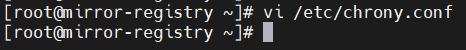 [root@mirror-registry ~]# vi /etc/chrony.conf
[root@mirror-registry ~]#